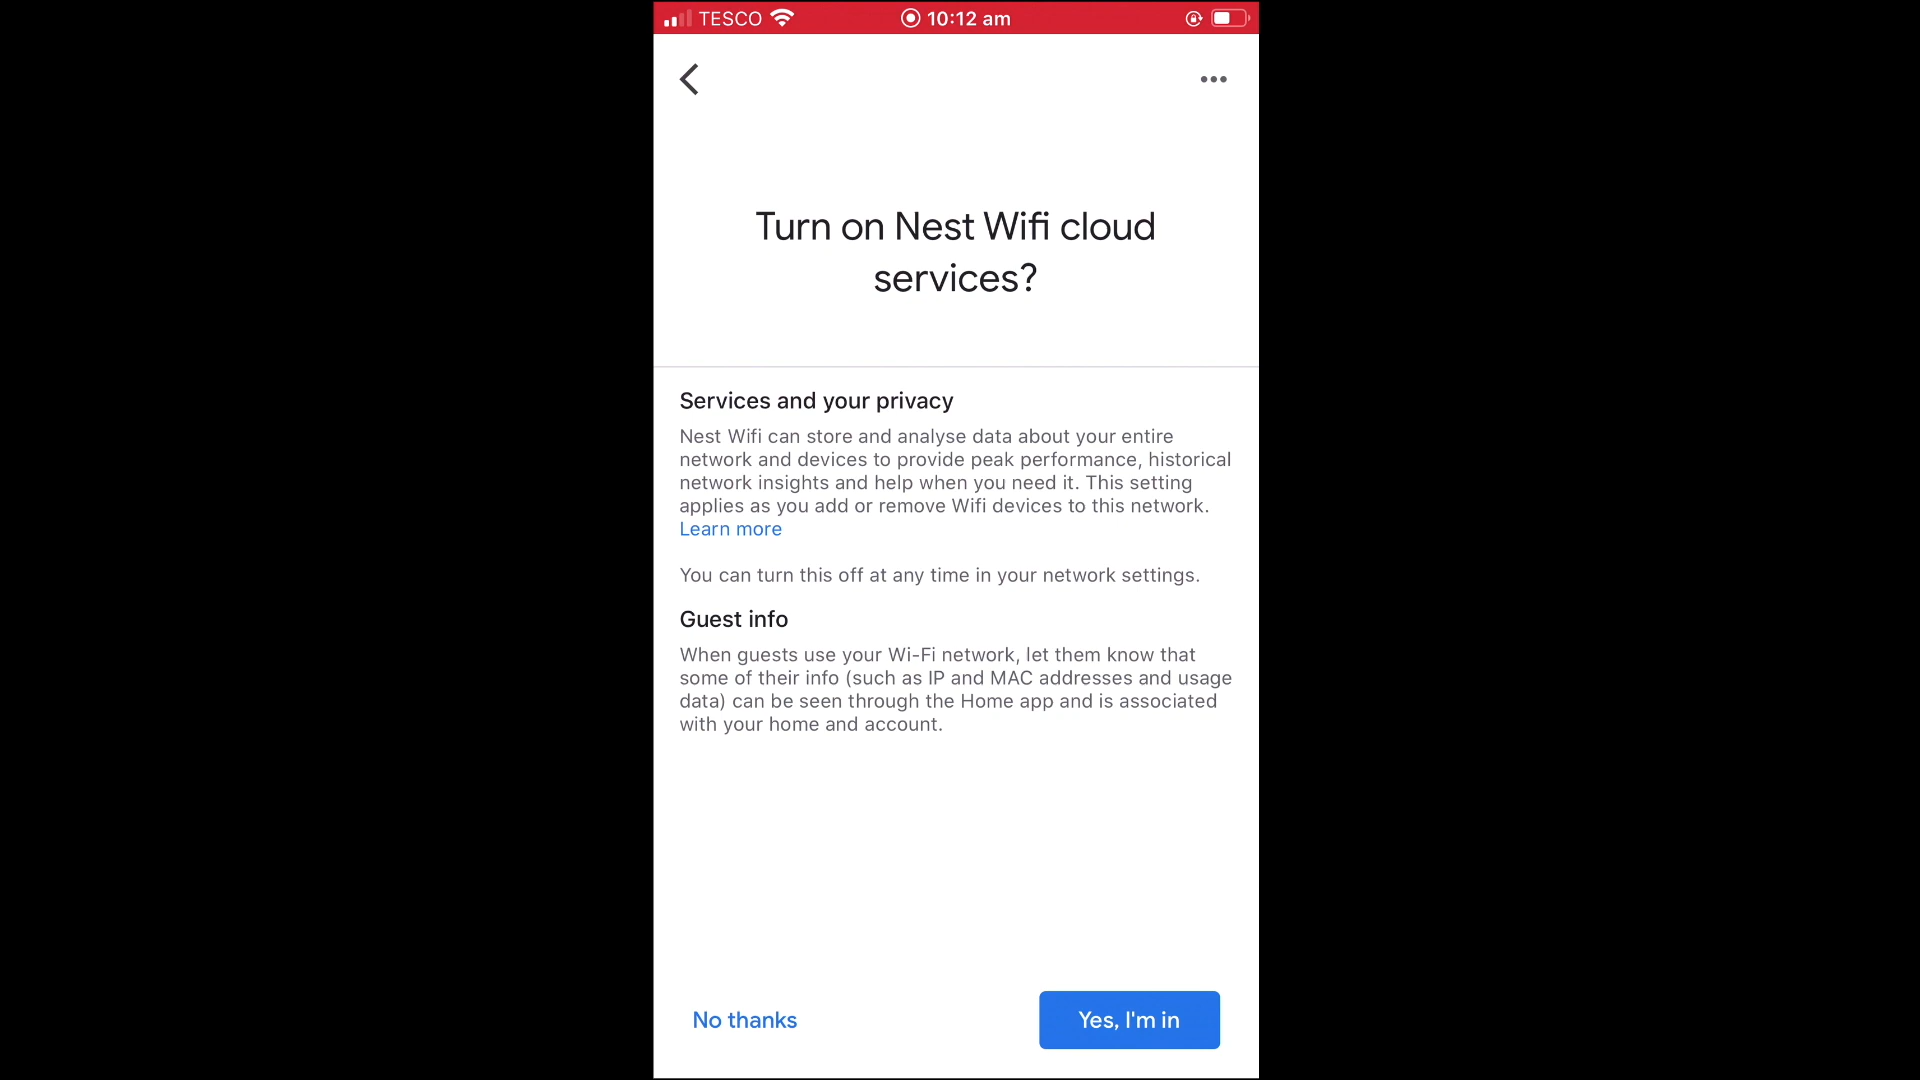 TESCO 10:12 am
Turn on Nest Wifi cloud
services?
Services and your privacy
Nest Wifi can store and analyse data about your entire
network and devices to provide peak performance, historical
network insights and help when you need it. This setting
applies as you add or remove Wifi devices to this network.
Learn more
You can turn this off at any time in your network settings.
Guest info
When guests use your Wi-Fi network, let them know that
some of their info (such as IP and MAC addresses and usage
data) can be seen through the Home app and is associated
with your home and account.
No thanks Yes, I'm in